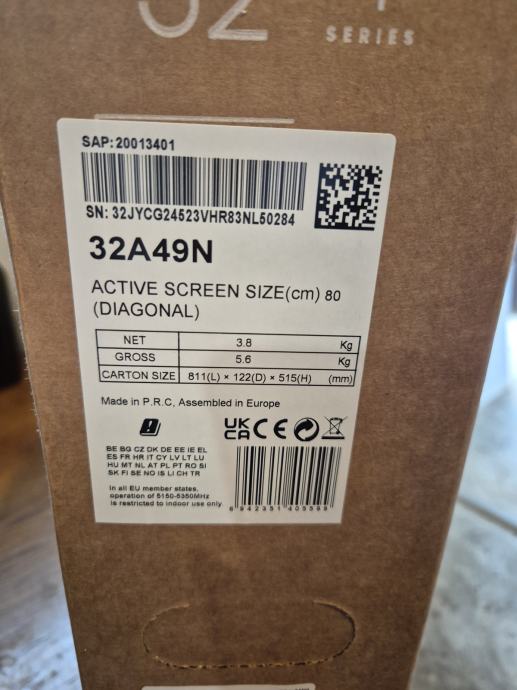 32
SERIES
SAP: 20013401
SN: 32JYCG24523VHR83NL50284
32A49N
ACTIVE SCREEN SIZE(cm) 80
(DIAGONAL)
NET 3.8 Kg
GROSS 5.6 Kg
CARTON SIZE 811(L) × 122(D) × 515(H) (mm)
Made in P.R.C, Assembled in Europe
UK
CA CE
BE BG CZ DK DE EE IE EL
ES FR HR IT CY LV LT LU
HU MT NL AT PL PT RO SI
SK FI SE NO IS LI CH TR
In all EU member states,
operation of 5150-5350MHz
is restricted to indoor use only
6 942351 405599